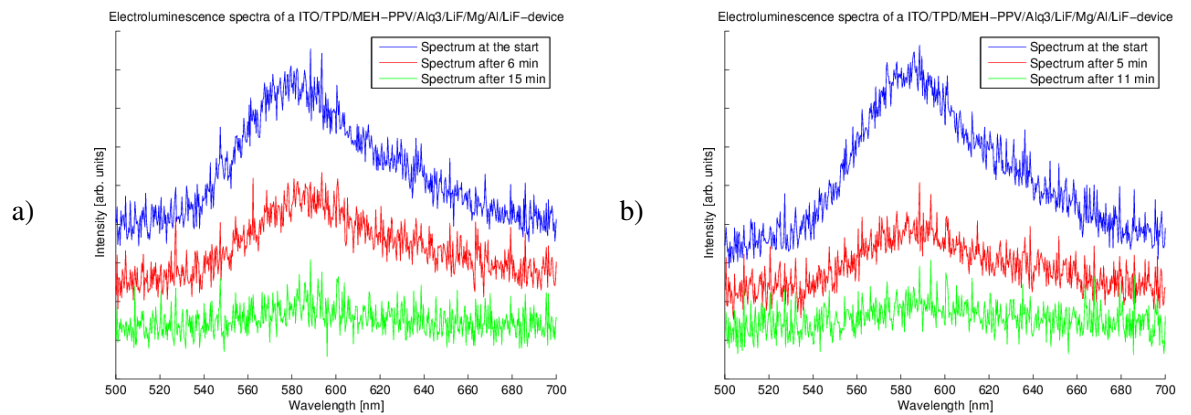 a)
Electroluminescence spectra of a ITO/TPD/MEH−PPV/Alq3/LiF/Mg/Al/LiF−device
Spectrum at the start
Spectrum after 6 min
Spectrum after 15 min
Intensity [arb. units]
500 520 540 560 580 600 620 640 660 680 700
Wavelength [nm]
b)
Electroluminescence spectra of a ITO/TPD/MEH−PPV/Alq3/LiF/Mg/Al/LiF−device
Spectrum at the start
Spectrum after 5 min
Spectrum after 11 min
Intensity [arb. units]
500 520 540 560 580 600 620 640 660 680 700
Wavelength [nm]